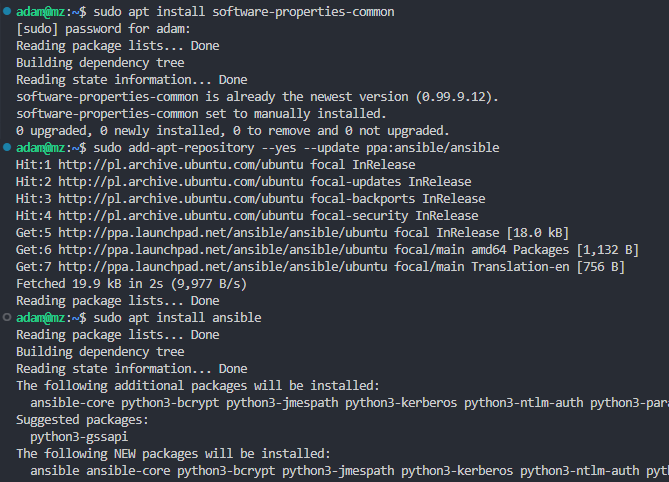 adam@mz:~$ sudo apt install software-properties-common
[sudo] password for adam:
Reading package lists... Done
Building dependency tree
Reading state information... Done
software-properties-common is already the newest version (0.99.9.12).
software-properties-common set to manually installed.
0 upgraded, 0 newly installed, 0 to remove and 0 not upgraded.
adam@mz:~$ sudo add-apt-repository --yes --update ppa:ansible/ansible
Hit:1 http://pl.archive.ubuntu.com/ubuntu focal InRelease
Hit:2 http://pl.archive.ubuntu.com/ubuntu focal-updates InRelease
Hit:3 http://pl.archive.ubuntu.com/ubuntu focal-backports InRelease
Hit:4 http://pl.archive.ubuntu.com/ubuntu focal-security InRelease
Get:5 http://ppa.launchpad.net/ansible/ansible/ubuntu focal InRelease [18.0 kB]
Get:6 http://ppa.launchpad.net/ansible/ansible/ubuntu focal/main amd64 Packages [1,132 B]
Get:7 http://ppa.launchpad.net/ansible/ansible/ubuntu focal/main Translation-en [756 B]
Fetched 19.9 kB in 2s (9,977 B/s)
Reading package lists... Done
adam@mz:~$ sudo apt install ansible
Reading package lists... Done
Building dependency tree
Reading state information... Done
The following additional packages will be installed:
ansible-core python3-bcrypt python3-jmespath python3-kerberos python3-ntlm-auth python3-par
Suggested packages:
python3-gssapi
The following NEW packages will be installed:
ansible ansible-core python3-bcrypt python3-jmespath python3-kerberos python3-ntlm-auth pyt